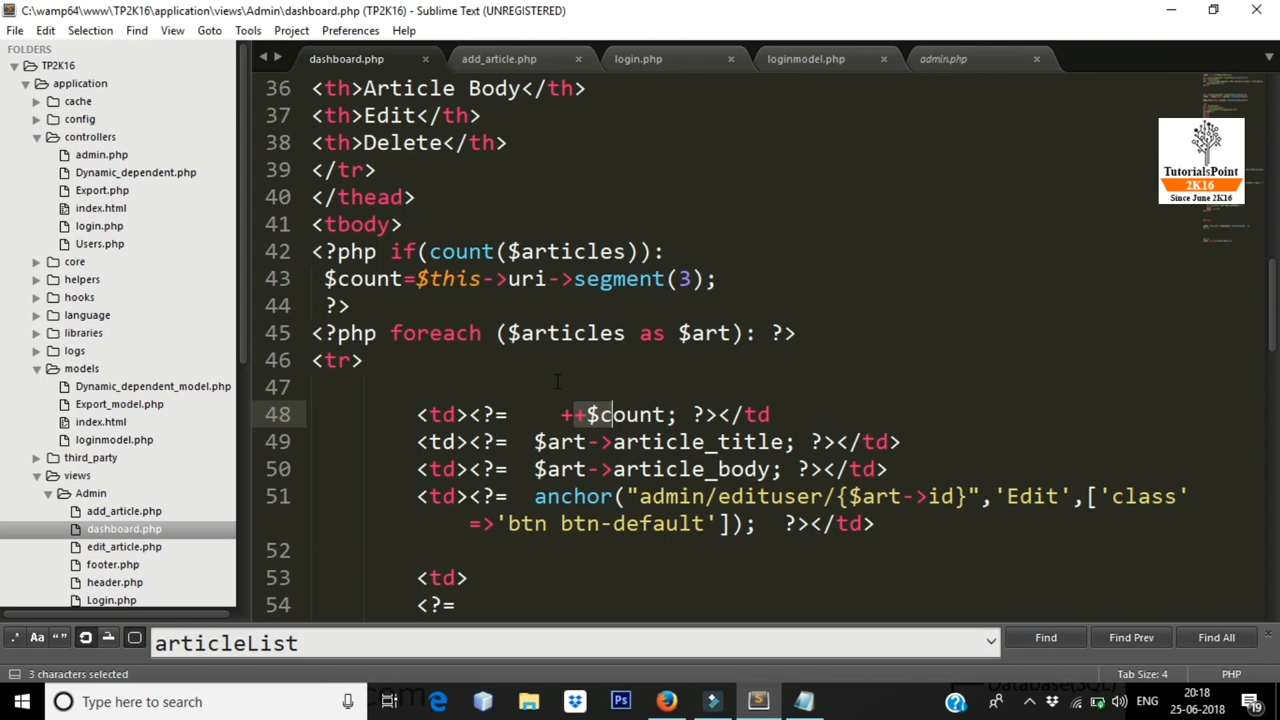 C:\wamp64\www\TP2K16\application\views\Admin\dashboard.php (TP2K16) - Sublime Text (UNREGISTERED)
File Edit Selection Find View Goto Tools Project Preferences Help
FOLDERS
TP2K16
application
cache
config
controllers
admin.php
Dynamic_dependent.php
Export.php
index.html
login.php
Users.php
core
helpers
hooks
language
libraries
logs
models
Dynamic_dependent_model.php
Export_model.php
index.html
loginmodel.php
third_party
views
Admin
add_article.php
dashboard.php
edit_article.php
footer.php
header.php
Login.php
dashboard.php add_article.php login.php loginmodel.php admin.php
36 <th>Article Body</th>
37 <th>Edit</th>
38 <th>Delete</th>
39 </tr>
40 </thead>
41 <tbody>
42 <?php if(count($articles)):
43 $count=$this->uri->segment(3);
44 ?>
45 <?php foreach ($articles as $art): ?>
46 <tr>
47
48 <td><?= ++$count; ?></td
49 <td><?= $art->article_title; ?></td>
50 <td><?= $art->article_body; ?></td>
51 <td><?= anchor("admin/edituser/{$art->id}",'Edit',['class'
=>'btn btn-default']); ?></td>
52
53 <td>
54 <?=
TutorialsPoint
2K16
Since June 2K16
.* Aa “” articleList Find Find Prev Find All
3 characters selected Tab Size: 4 PHP
Type here to search
ENG
20:18
25-06-2018
19